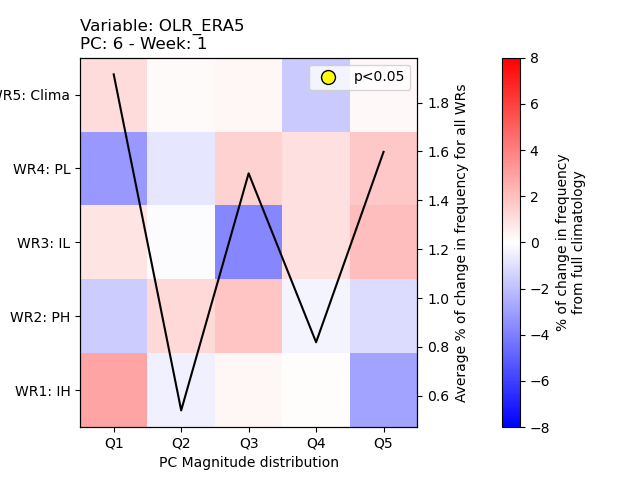 Variable: OLR_ERA5
PC: 6 - Week: 1
p<0.05
WR5: Clima
WR4: PL
WR3: IL
WR2: PH
WR1: IH
Q1 Q2 Q3 Q4 Q5
PC Magnitude distribution
1.8
1.6
1.4
1.2
1.0
0.8
0.6
Average % of change in frequency for all WRs
8
6
4
2
0
−2
−4
−6
−8
% of change in frequency
from full climatology